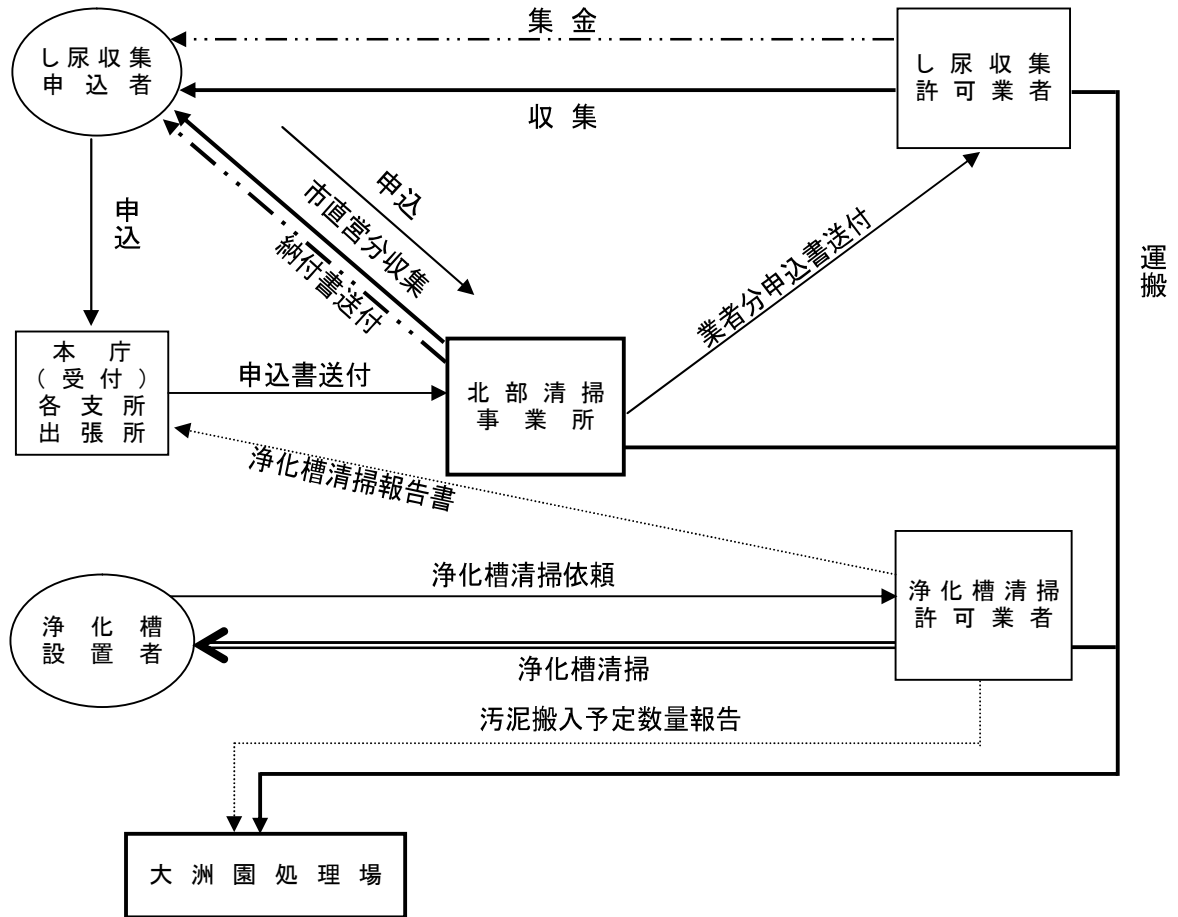 集金
し尿収集
申込者
し尿収集
許可業者
収集
申込
申込
市直営分収集
納付書送付
業者分申込書送付
運搬
本庁
(受付)
各支所
出張所
申込書送付
北部清掃
事業所
浄化槽清掃報告書
浄化槽清掃依頼
浄化槽清掃
許可業者
浄化槽
設置者
浄化槽清掃
汚泥搬入予定数量報告
大洲園処理場